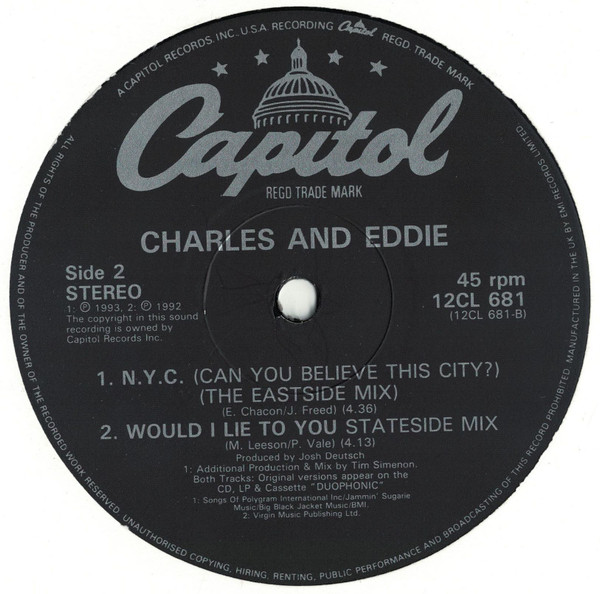 A CAPITOL RECORDS, INC., U.S.A. RECORDING Capitol REGD TRADE MARK
Capitol
REGD TRADE MARK
CHARLES AND EDDIE
Side 2
STEREO
1: ℗ 1993, 2: ℗ 1992
The copyright in this sound
recording is owned by
Capitol Records Inc.
45 rpm
12CL 681
(12CL 681-B)
1. N.Y.C. (CAN YOU BELIEVE THIS CITY?)
(THE EASTSIDE MIX)
(E. Chacon/J. Freed) (4.36)
2. WOULD I LIE TO YOU STATESIDE MIX
(M. Leeson/P. Vale) (4.13)
Produced by Josh Deutsch
1: Additional Production & Mix by Tim Simenon.
Both Tracks: Original versions appear on the
CD, LP & Cassette "DUOPHONIC"
1: Songs Of Polygram International Inc/Jammin' Sugarie
Music/Big Black Jacket Music/BMI.
2: Virgin Music Publishing Ltd.
ALL RIGHTS OF THE PRODUCER AND OF THE OWNER OF THE RECORDED WORK RESERVED. UNAUTHORISED COPYING, HIRING, RENTING, PUBLIC PERFORMANCE AND BROADCASTING OF THIS RECORD PROHIBITED. MANUFACTURED IN THE UK BY EMI RECORDS LIMITED